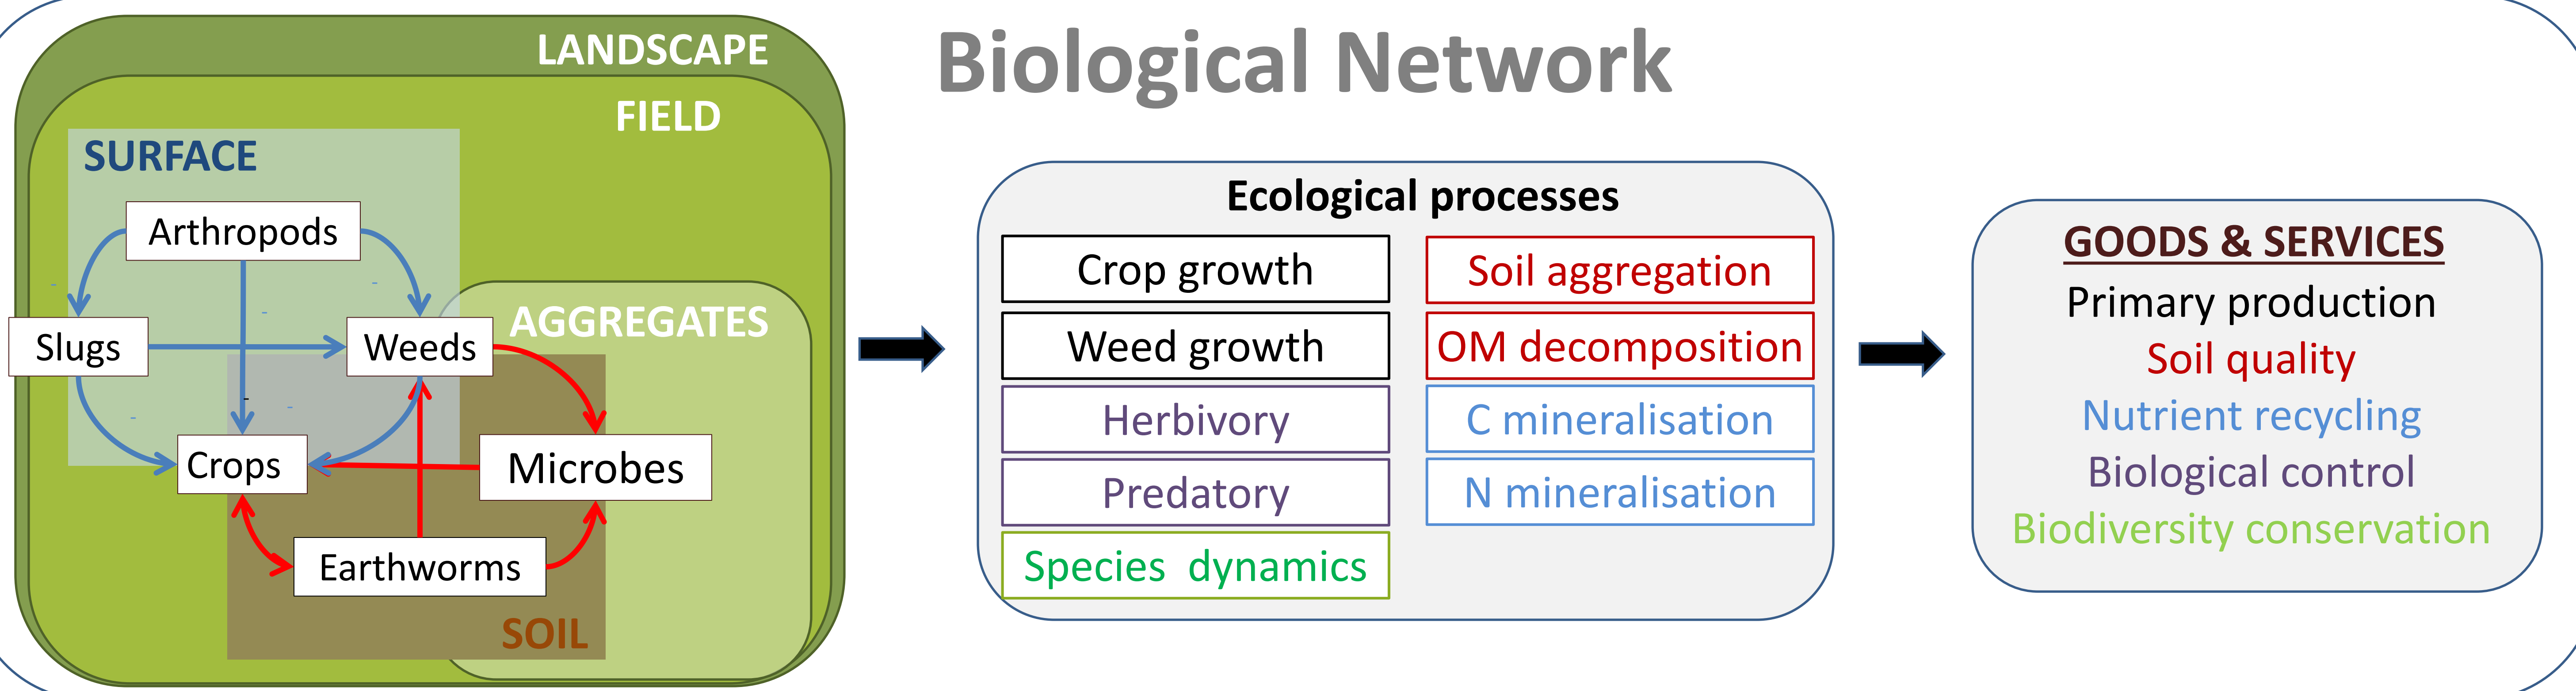 Biological Network
LANDSCAPE
FIELD
SURFACE
Arthropods
-
-
-
Slugs
Weeds
AGGREGATES
-
-
-
Crops
Microbes
Earthworms
SOIL
Ecological processes
Crop growth
Weed growth
Herbivory
Predatory
Species dynamics
Soil aggregation
OM decomposition
C mineralisation
N mineralisation
GOODS & SERVICES
Primary production
Soil quality
Nutrient recycling
Biological control
Biodiversity conservation